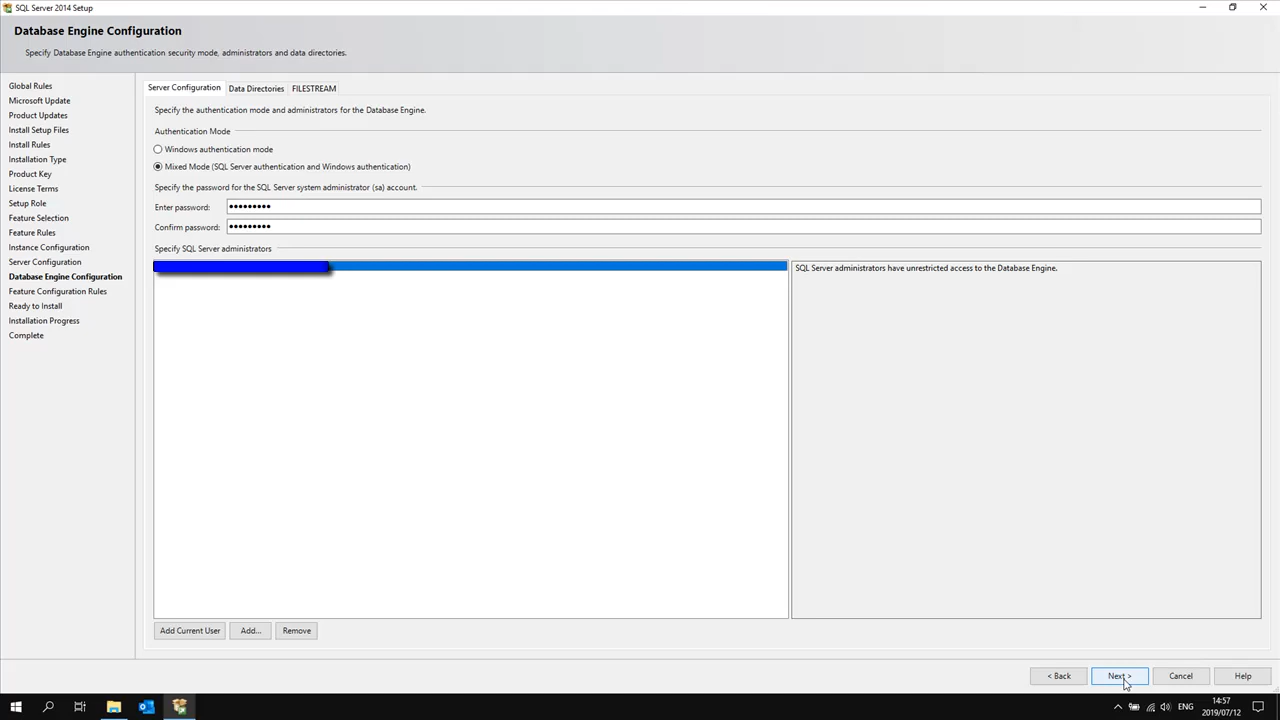 SQL Server 2014 Setup
Database Engine Configuration
Specify Database Engine authentication security mode, administrators and data directories.
Global Rules
Microsoft Update
Product Updates
Install Setup Files
Install Rules
Installation Type
Product Key
License Terms
Setup Role
Feature Selection
Feature Rules
Instance Configuration
Server Configuration
Database Engine Configuration
Feature Configuration Rules
Ready to Install
Installation Progress
Complete
Server Configuration Data Directories FILESTREAM
Specify the authentication mode and administrators for the Database Engine.
Authentication Mode
Windows authentication mode
Mixed Mode (SQL Server authentication and Windows authentication)
Specify the password for the SQL Server system administrator (sa) account.
Enter password: •••••••••
Confirm password: •••••••••
Specify SQL Server administrators
SQL Server administrators have unrestricted access to the Database Engine.
Add Current User Add... Remove
< Back Next > Cancel Help
ENG 14:57
2019/07/12